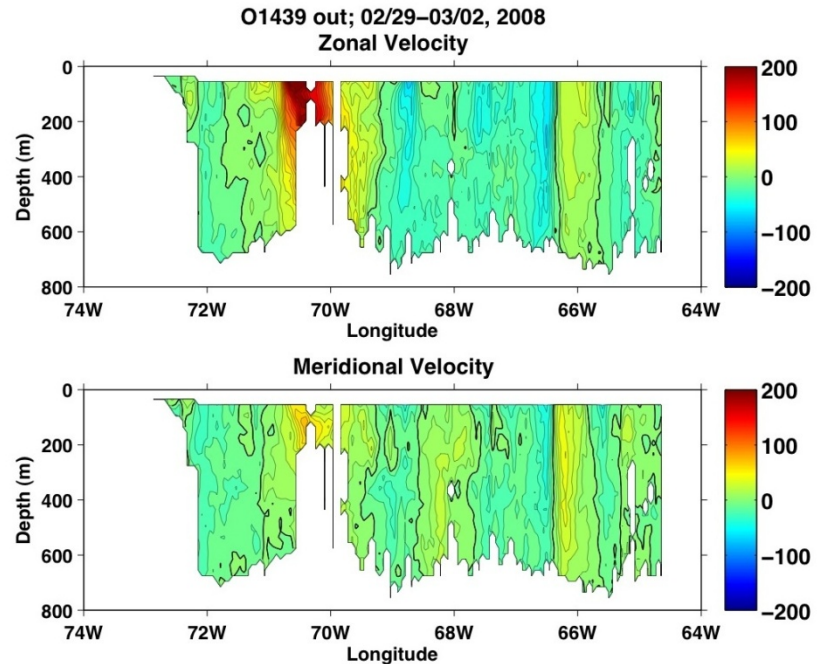 O1439 out; 02/29−03/02, 2008
Zonal Velocity
0
200
400
600
800
Depth (m)
74W 72W 70W 68W 66W 64W
Longitude
200
100
0
−100
−200
Meridional Velocity
0
200
400
600
800
Depth (m)
74W 72W 70W 68W 66W 64W
Longitude
200
100
0
−100
−200